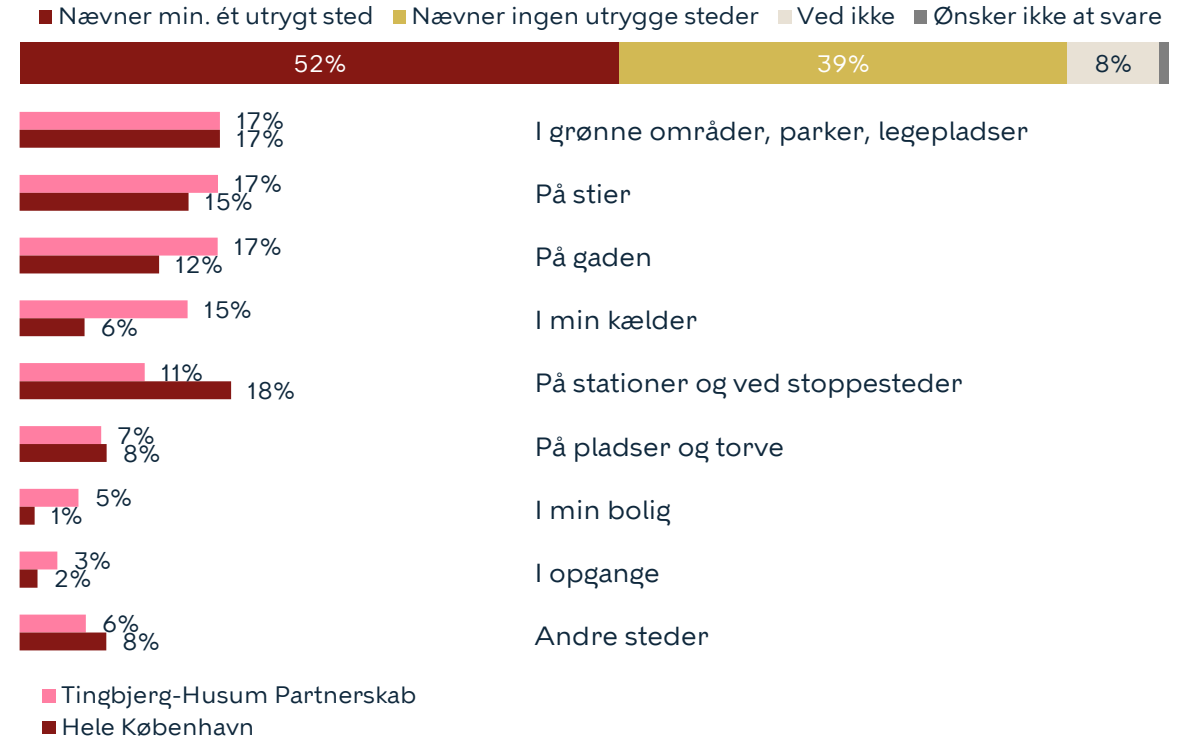 Nævner min. ét utrygt sted Nævner ingen utrygge steder Ved ikke Ønsker ikke at svare
52% 39% 8%
17%
17%
I grønne områder, parker, legepladser
17%
15%
På stier
17%
12%
På gaden
15%
6%
I min kælder
11%
18%
På stationer og ved stoppesteder
7%
8%
På pladser og torve
5%
1%
I min bolig
3%
2%
I opgange
6%
8%
Andre steder
Tingbjerg-Husum Partnerskab
Hele København